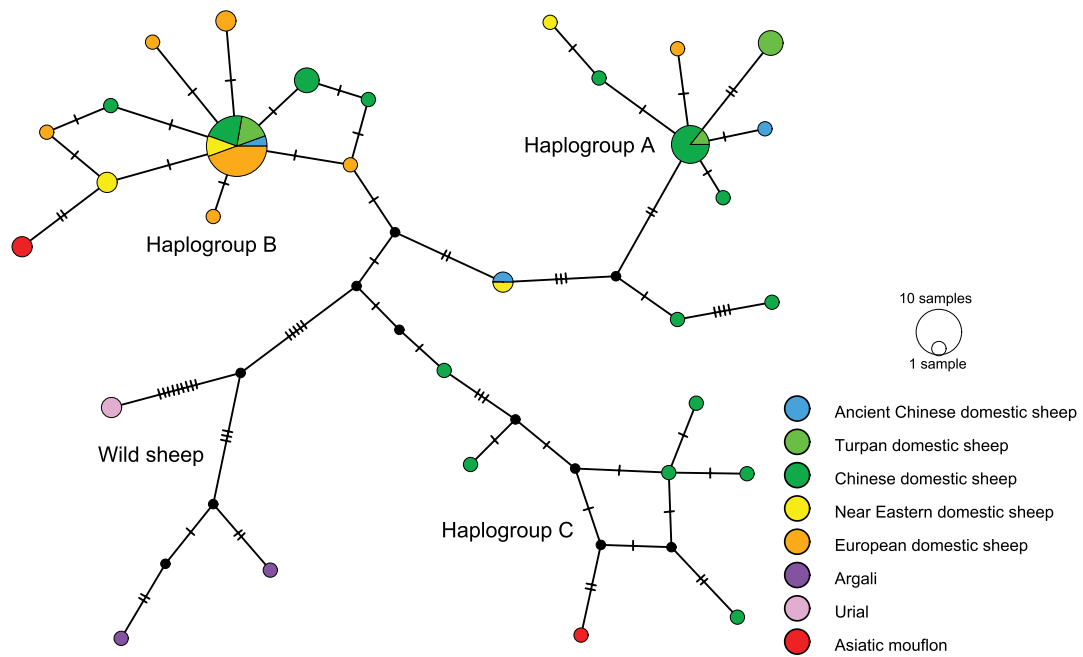 Haplogroup A
Haplogroup B
Wild sheep
Haplogroup C
10 samples
1 sample
Ancient Chinese domestic sheep
Turpan domestic sheep
Chinese domestic sheep
Near Eastern domestic sheep
European domestic sheep
Argali
Urial
Asiatic mouflon